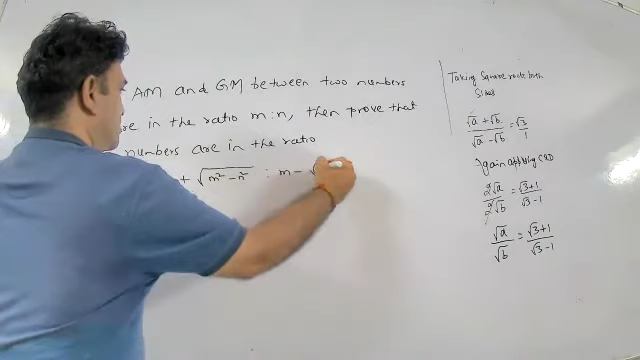 AM and GM between two numbers
are in the ratio m:n, then prove that
numbers are in the ratio
+ √(m²-n²) : m - √
Taking Square roots both
Sides
(√a + √b)/(√a - √b) = √3/1
Again applying C&D
2√a/2√b = (√3+1)/(√3-1)
√a/√b = (√3+1)/(√3-1)